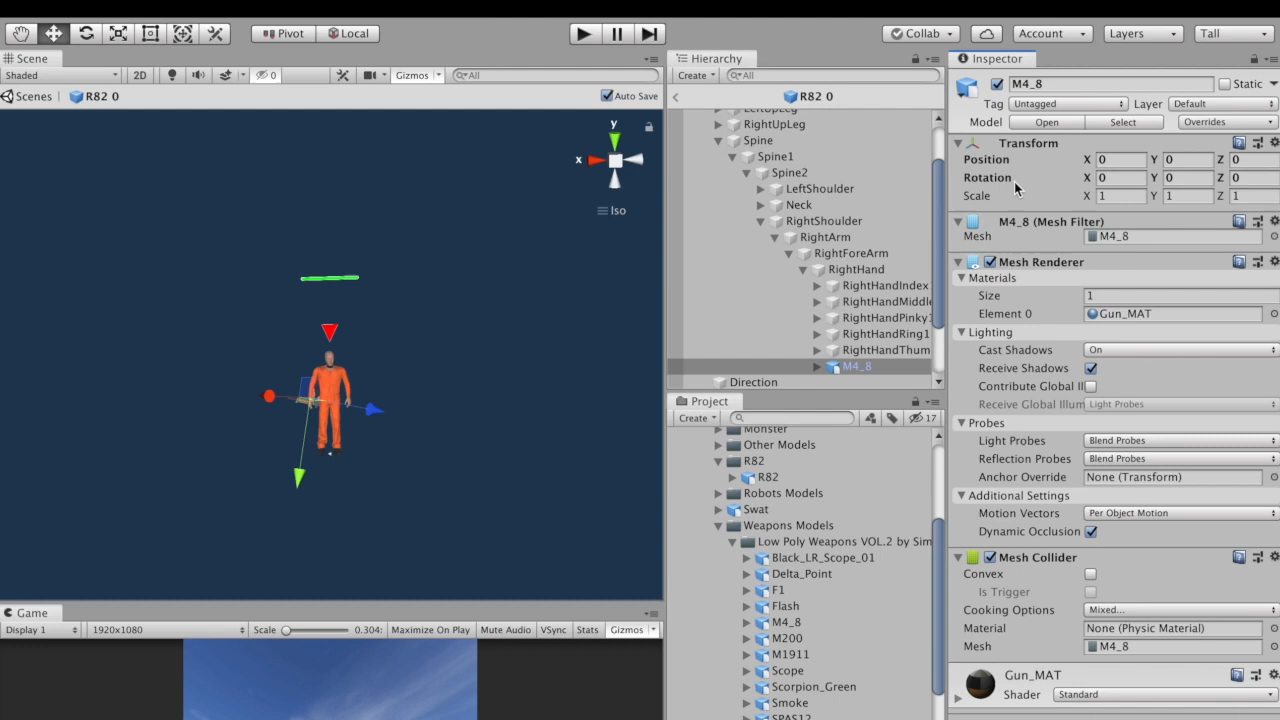 Pivot Local Collab Account Layers Tall
Scene
Shaded 2D 0 Gizmos All
Scenes R82 0 Auto Save
y
x
Iso
Game
Display 1 1920x1080 Scale 0.304: Maximize On Play Mute Audio VSync Stats Gizmos
Hierarchy
Create All
R82 0
LeftUpLeg
RightUpLeg
Spine
Spine1
Spine2
LeftShoulder
Neck
RightShoulder
RightArm
RightForeArm
RightHand
RightHandIndex
RightHandMiddle
RightHandPinky1
RightHandRing1
RightHandThum
M4_8
Direction
Project
Create 17
Monster
Other Models
R82
R82
Robots Models
Swat
Weapons Models
Low Poly Weapons VOL.2 by Sim
Black_LR_Scope_01
Delta_Point
F1
Flash
M4_8
M200
M1911
Scope
Scorpion_Green
Smoke
SPAS12
Inspector
M4_8 Static
Tag Untagged Layer Default
Model Open Select Overrides
Transform
Position X 0 Y 0 Z 0
Rotation X 0 Y 0 Z 0
Scale X 1 Y 1 Z 1
M4_8 (Mesh Filter)
Mesh M4_8
Mesh Renderer
Materials
Size 1
Element 0 Gun_MAT
Lighting
Cast Shadows On
Receive Shadows
Contribute Global Il
Receive Global Illum Light Probes
Probes
Light Probes Blend Probes
Reflection Probes Blend Probes
Anchor Override None (Transform)
Additional Settings
Motion Vectors Per Object Motion
Dynamic Occlusion
Mesh Collider
Convex
Is Trigger
Cooking Options Mixed...
Material None (Physic Material)
Mesh M4_8
Gun_MAT
Shader Standard